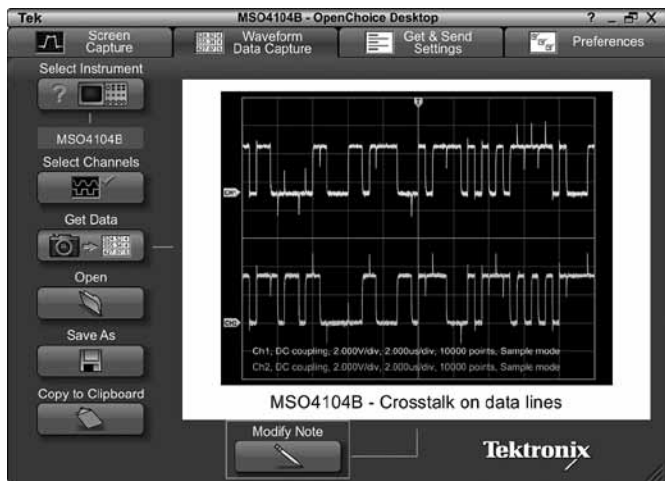 Tek
MSO4104B - OpenChoice Desktop
? _ X
Screen
Capture
Waveform
Data Capture
Get & Send
Settings
Preferences
Select Instrument
?
MSO4104B
Select Channels
Get Data
Open
Save As
Copy to Clipboard
T
CH1
CH2
Ch1, DC coupling, 2.000V/div, 2.000us/div, 10000 points, Sample mode
Ch2, DC coupling, 2.000V/div, 2.000us/div, 10000 points, Sample mode
MSO4104B - Crosstalk on data lines
Modify Note
Tektronix